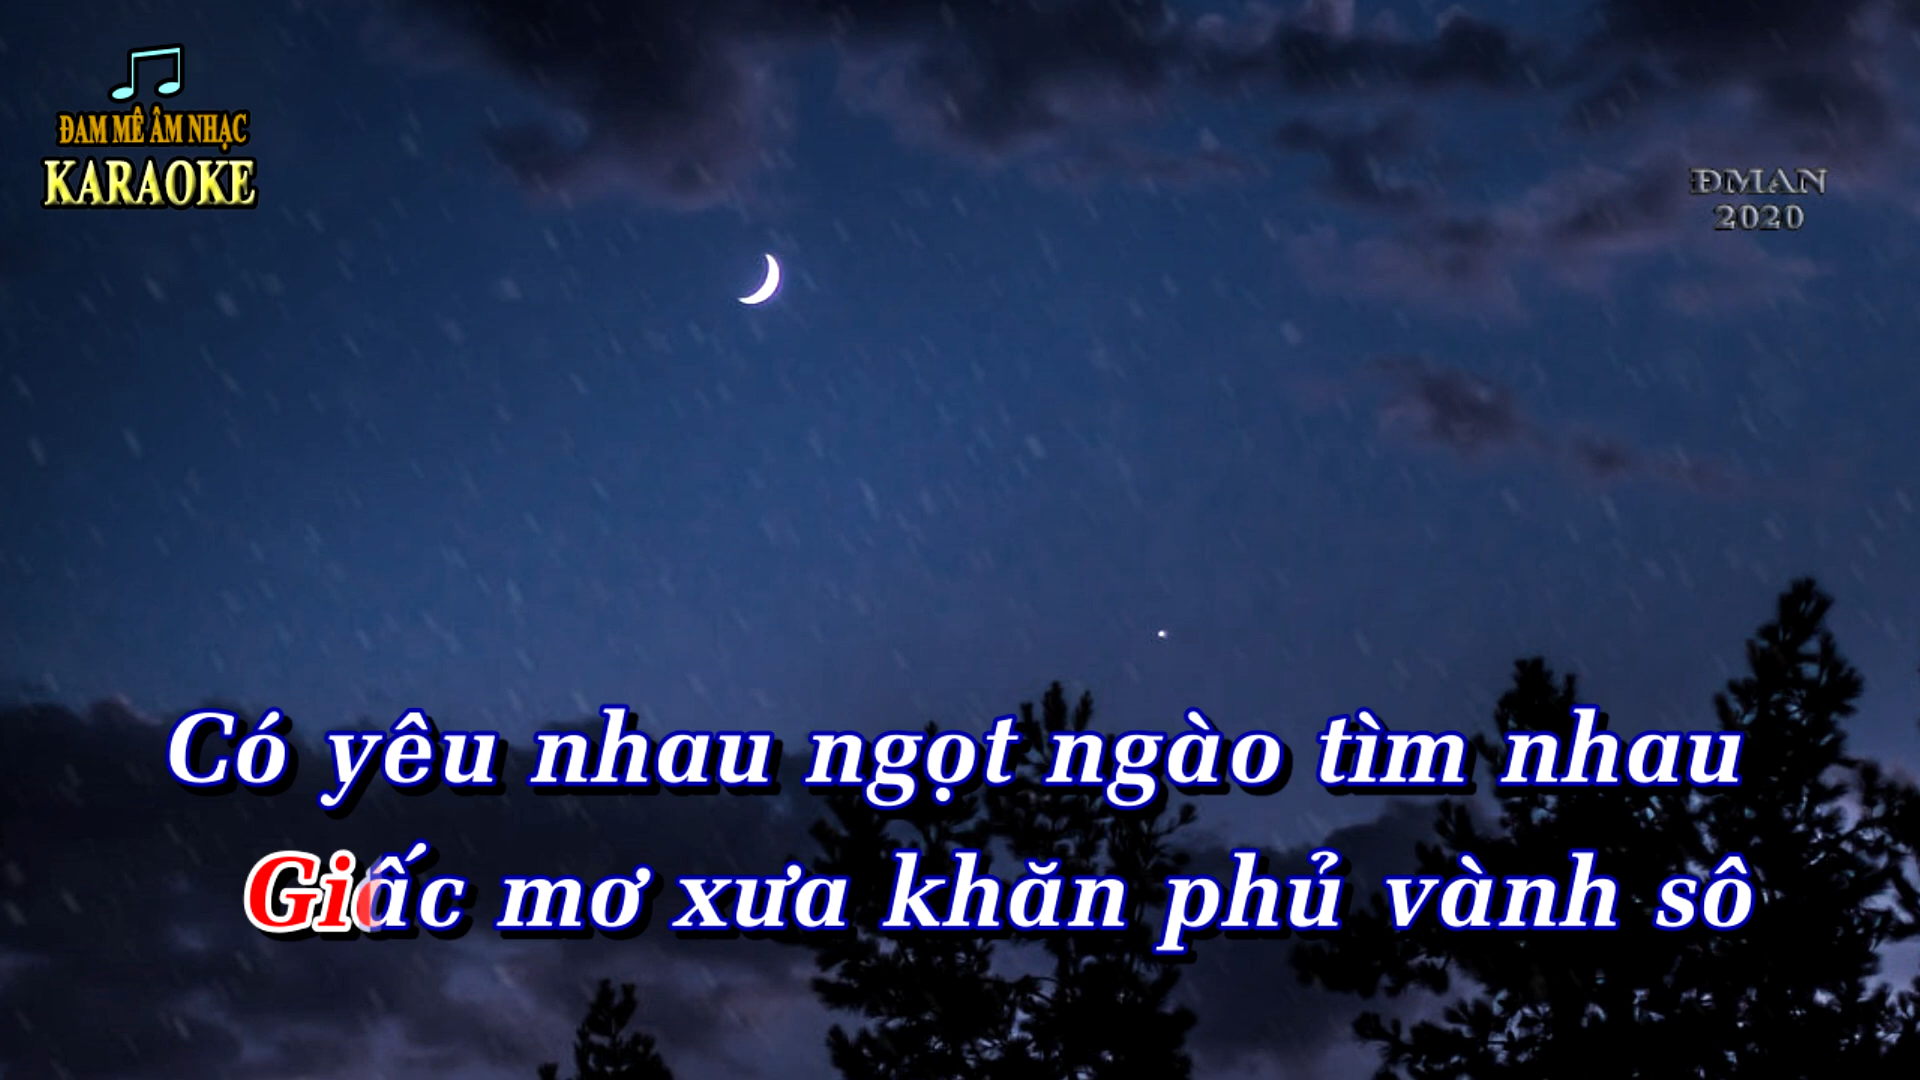 ĐAM MÊ ÂM NHẠC
KARAOKE
ĐMAN
2020
Có yêu nhau ngọt ngào tìm nhau
Giấc mơ xưa khăn phủ vành sô